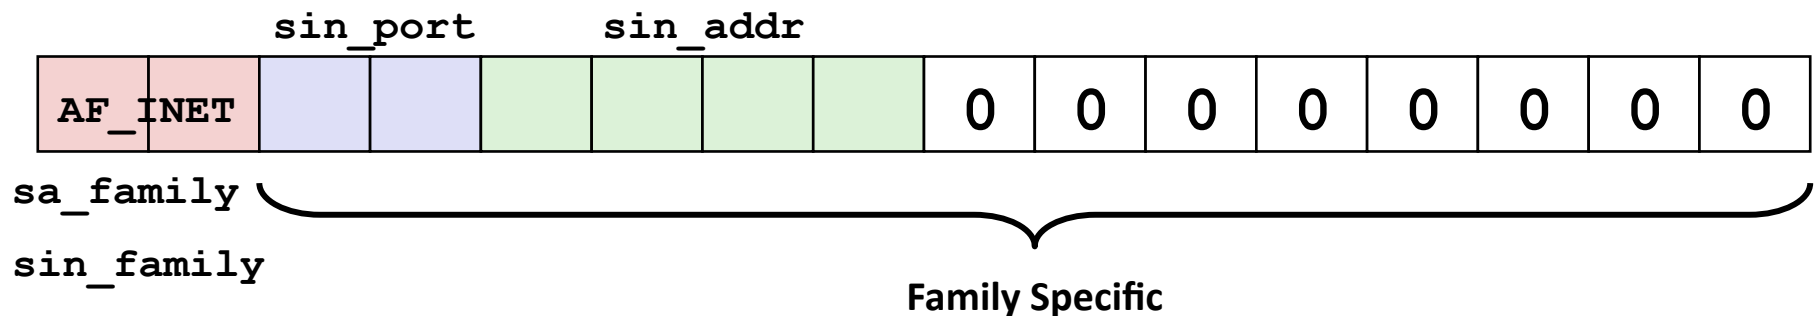 sin_port sin_addr
AF_INET 0 0 0 0 0 0 0 0
sa_family
sin_family
Family Specific